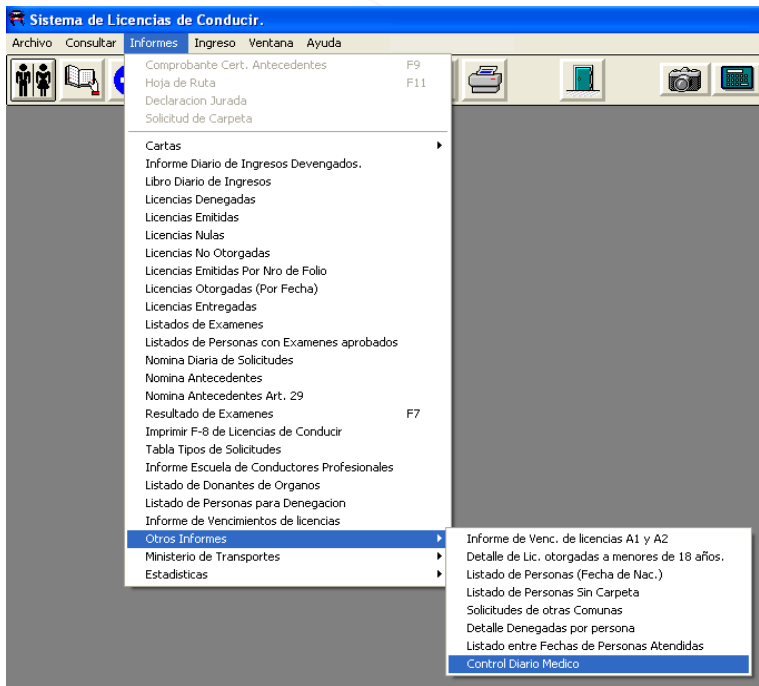 Sistema de Licencias de Conducir.
Archivo Consultar Informes Ingreso Ventana Ayuda
Comprobante Cert. Antecedentes F9
Hoja de Ruta F11
Declaracion Jurada
Solicitud de Carpeta
Cartas
Informe Diario de Ingresos Devengados.
Libro Diario de Ingresos
Licencias Denegadas
Licencias Emitidas
Licencias Nulas
Licencias No Otorgadas
Licencias Emitidas Por Nro de Folio
Licencias Otorgadas (Por Fecha)
Licencias Entregadas
Listados de Examenes
Listados de Personas con Examenes aprobados
Nomina Diaria de Solicitudes
Nomina Antecedentes
Nomina Antecedentes Art. 29
Resultado de Examenes F7
Imprimir F-8 de Licencias de Conducir
Tabla Tipos de Solicitudes
Informe Escuela de Conductores Profesionales
Listado de Donantes de Organos
Listado de Personas para Denegacion
Informe de Vencimientos de licencias
Otros Informes
Ministerio de Transportes
Estadisticas
Informe de Venc. de licencias A1 y A2
Detalle de Lic. otorgadas a menores de 18 años.
Listado de Personas (Fecha de Nac.)
Listado de Personas Sin Carpeta
Solicitudes de otras Comunas
Detalle Denegadas por persona
Listado entre Fechas de Personas Atendidas
Control Diario Medico